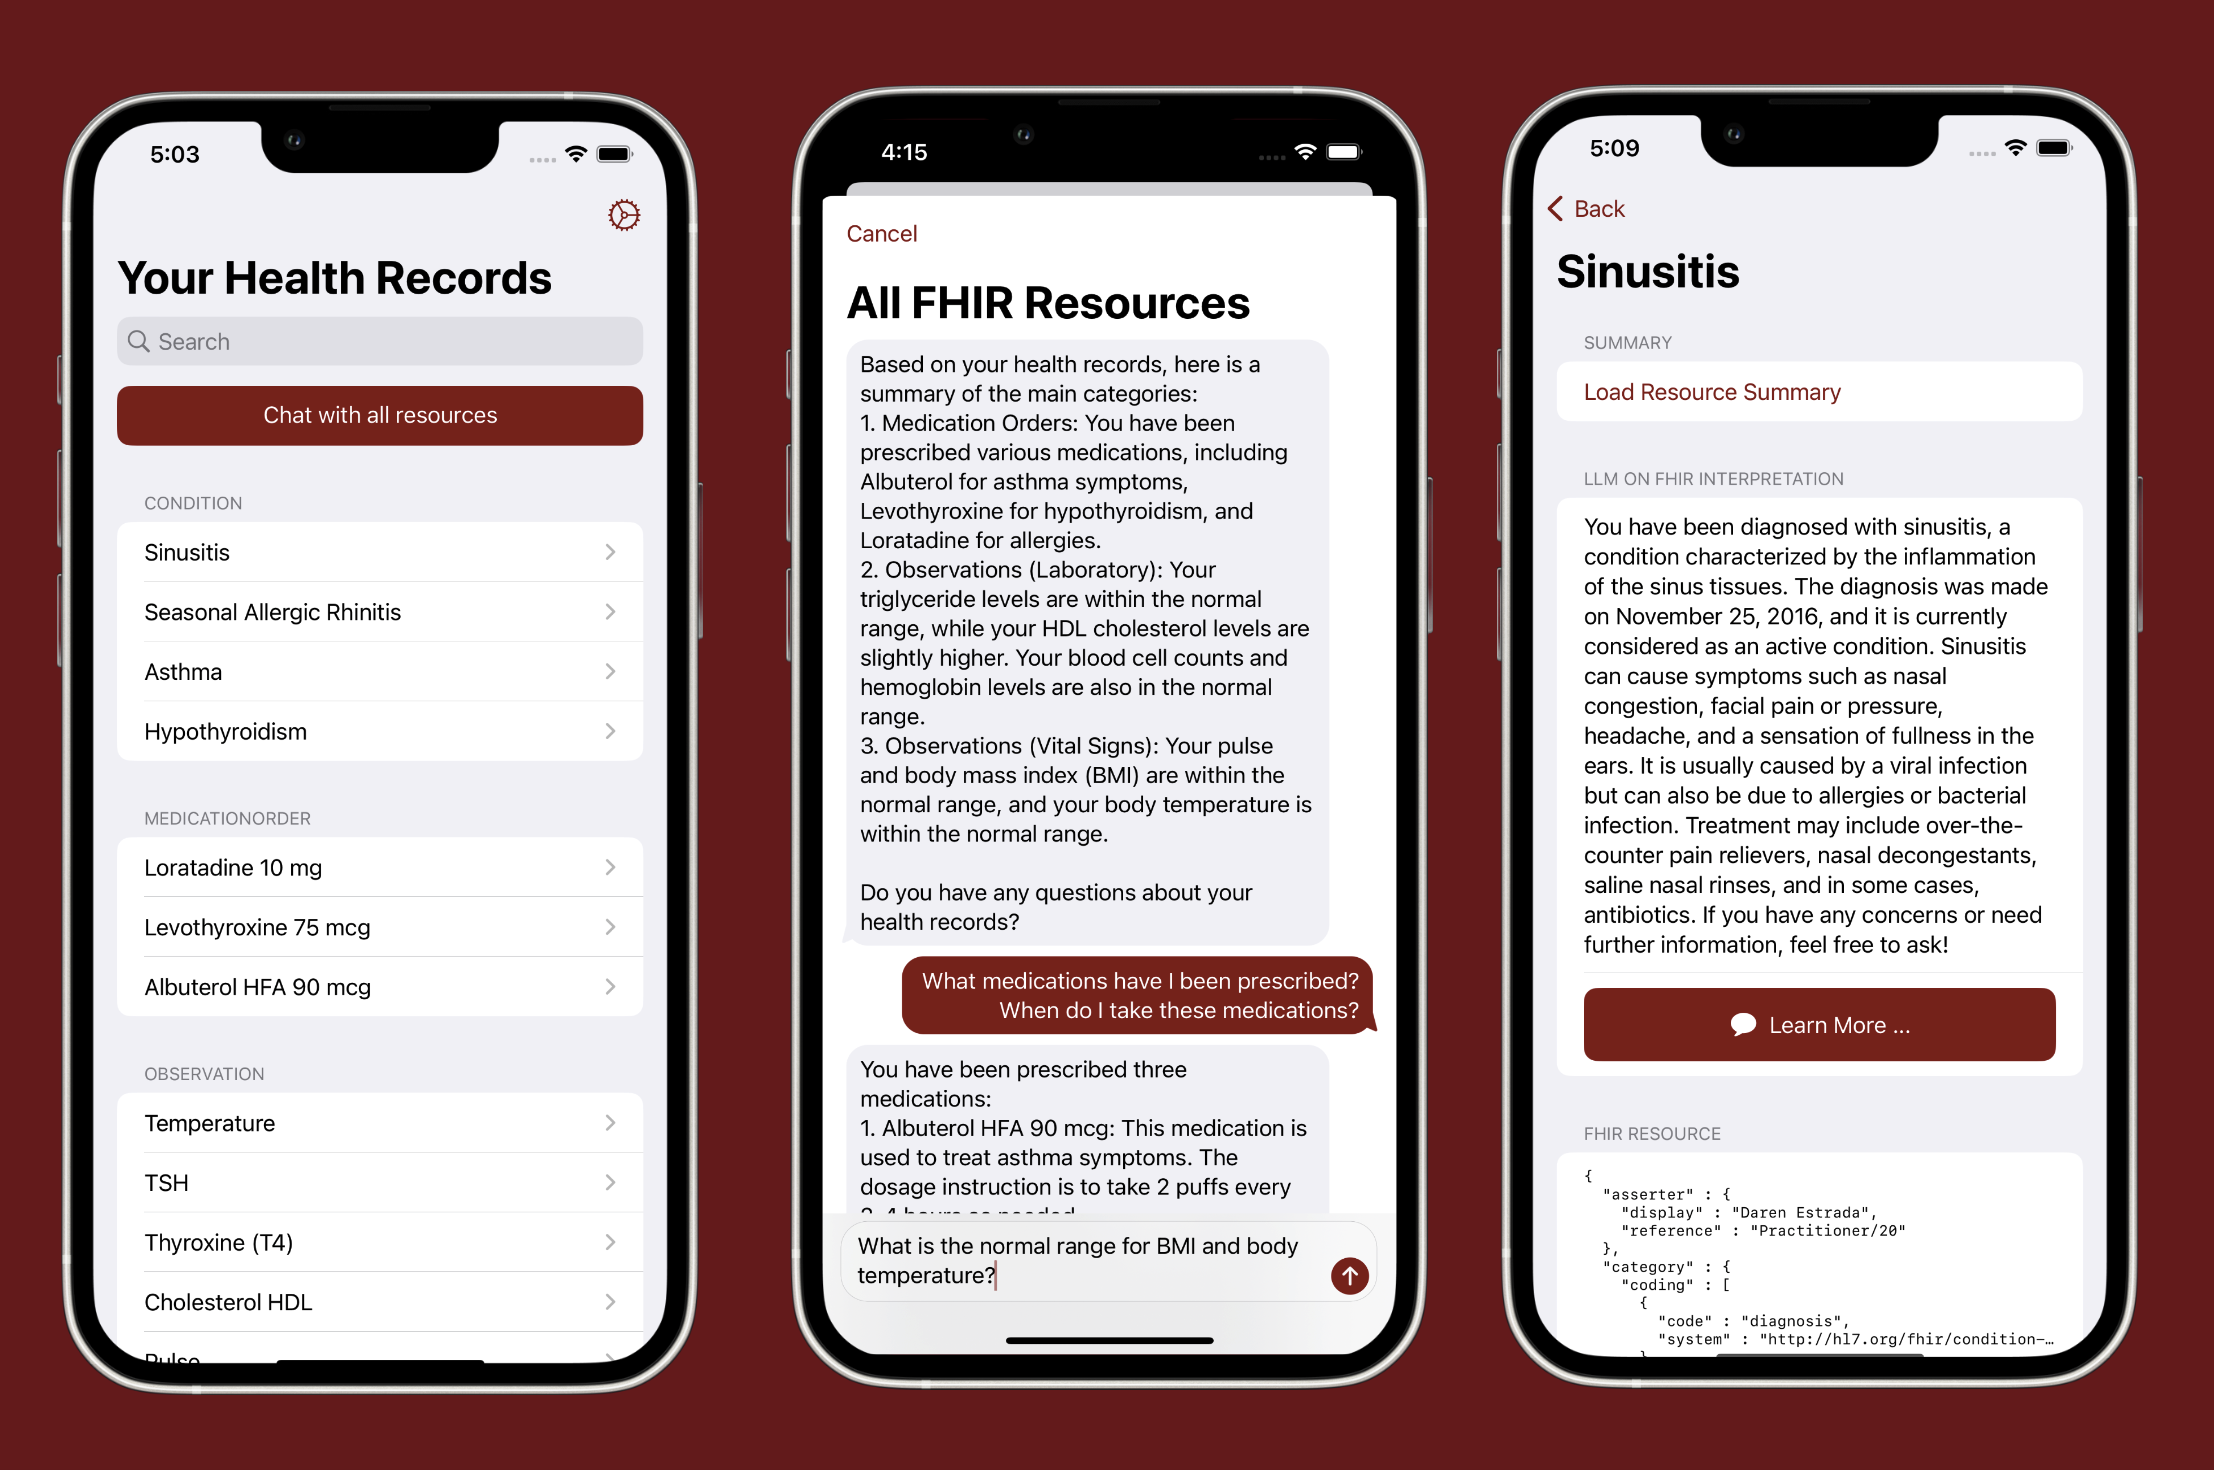 5:03
Your Health Records
Search
Chat with all resources
CONDITION
Sinusitis
Seasonal Allergic Rhinitis
Asthma
Hypothyroidism
MEDICATIONORDER
Loratadine 10 mg
Levothyroxine 75 mcg
Albuterol HFA 90 mcg
OBSERVATION
Temperature
TSH
Thyroxine (T4)
Cholesterol HDL
Pulse
4:15
Cancel
All FHIR Resources
Based on your health records, here is a
summary of the main categories:
1. Medication Orders: You have been
prescribed various medications, including
Albuterol for asthma symptoms,
Levothyroxine for hypothyroidism, and
Loratadine for allergies.
2. Observations (Laboratory): Your
triglyceride levels are within the normal
range, while your HDL cholesterol levels are
slightly higher. Your blood cell counts and
hemoglobin levels are also in the normal
range.
3. Observations (Vital Signs): Your pulse
and body mass index (BMI) are within the
normal range, and your body temperature is
within the normal range.
Do you have any questions about your
health records?
What medications have I been prescribed?
When do I take these medications?
You have been prescribed three
medications:
1. Albuterol HFA 90 mcg: This medication is
used to treat asthma symptoms. The
dosage instruction is to take 2 puffs every
hours as needed
What is the normal range for BMI and body
temperature?
5:09
Back
Sinusitis
SUMMARY
Load Resource Summary
LLM ON FHIR INTERPRETATION
You have been diagnosed with sinusitis, a
condition characterized by the inflammation
of the sinus tissues. The diagnosis was made
on November 25, 2016, and it is currently
considered as an active condition. Sinusitis
can cause symptoms such as nasal
congestion, facial pain or pressure,
headache, and a sensation of fullness in the
ears. It is usually caused by a viral infection
but can also be due to allergies or bacterial
infection. Treatment may include over-the-
counter pain relievers, nasal decongestants,
saline nasal rinses, and in some cases,
antibiotics. If you have any concerns or need
further information, feel free to ask!
Learn More ...
FHIR RESOURCE
{
"asserter" : {
"display" : "Daren Estrada",
"reference" : "Practitioner/20"
},
"category" : {
"coding" : [
{
"code" : "diagnosis",
"system" : "http://hl7.org/fhir/condition-…
}